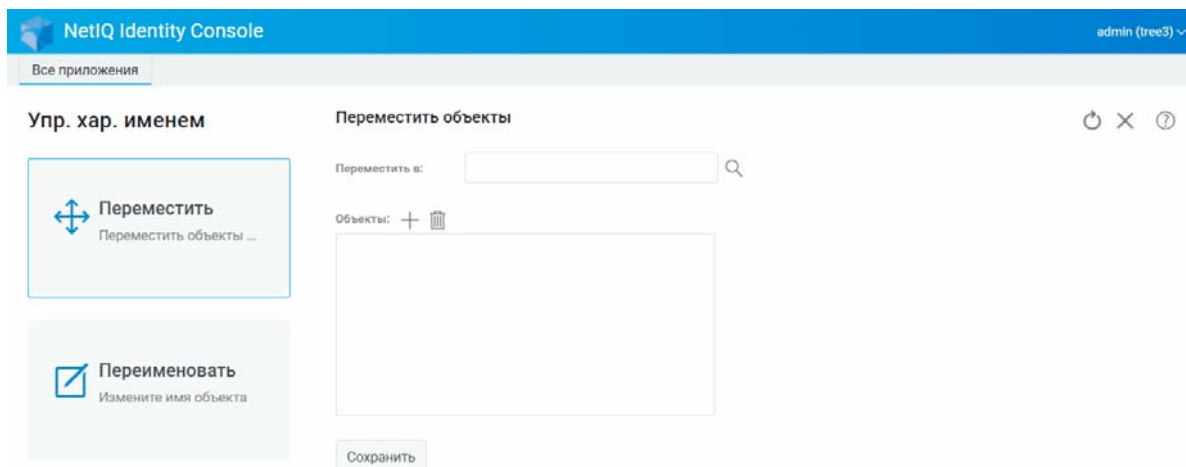 NetIQ Identity Console
admin (tree3)
Все приложения
Упр. хар. именем
Переместить
Переместить объекты ...
Переименовать
Измените имя объекта
Переместить объекты
Переместить в:
Объекты:
Сохранить